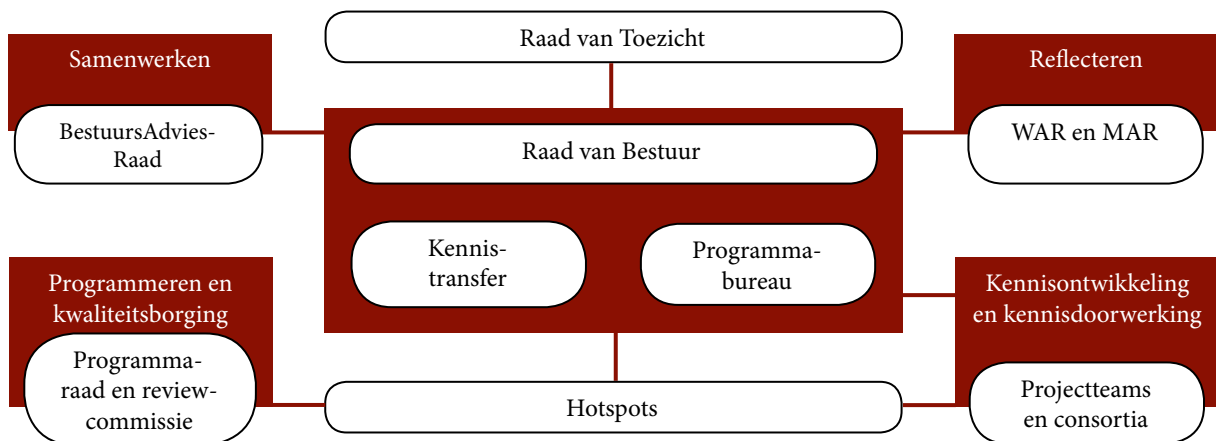 Raad van Toezicht
Samenwerken
BestuursAdvies-
Raad
Reflecteren
WAR en MAR
Raad van Bestuur
Kennis-
transfer
Programma-
bureau
Programmeren en
kwaliteitsborging
Programma-
raad en review-
commissie
Kennisontwikkeling
en kennisdoorwerking
Projectteams
en consortia
Hotspots